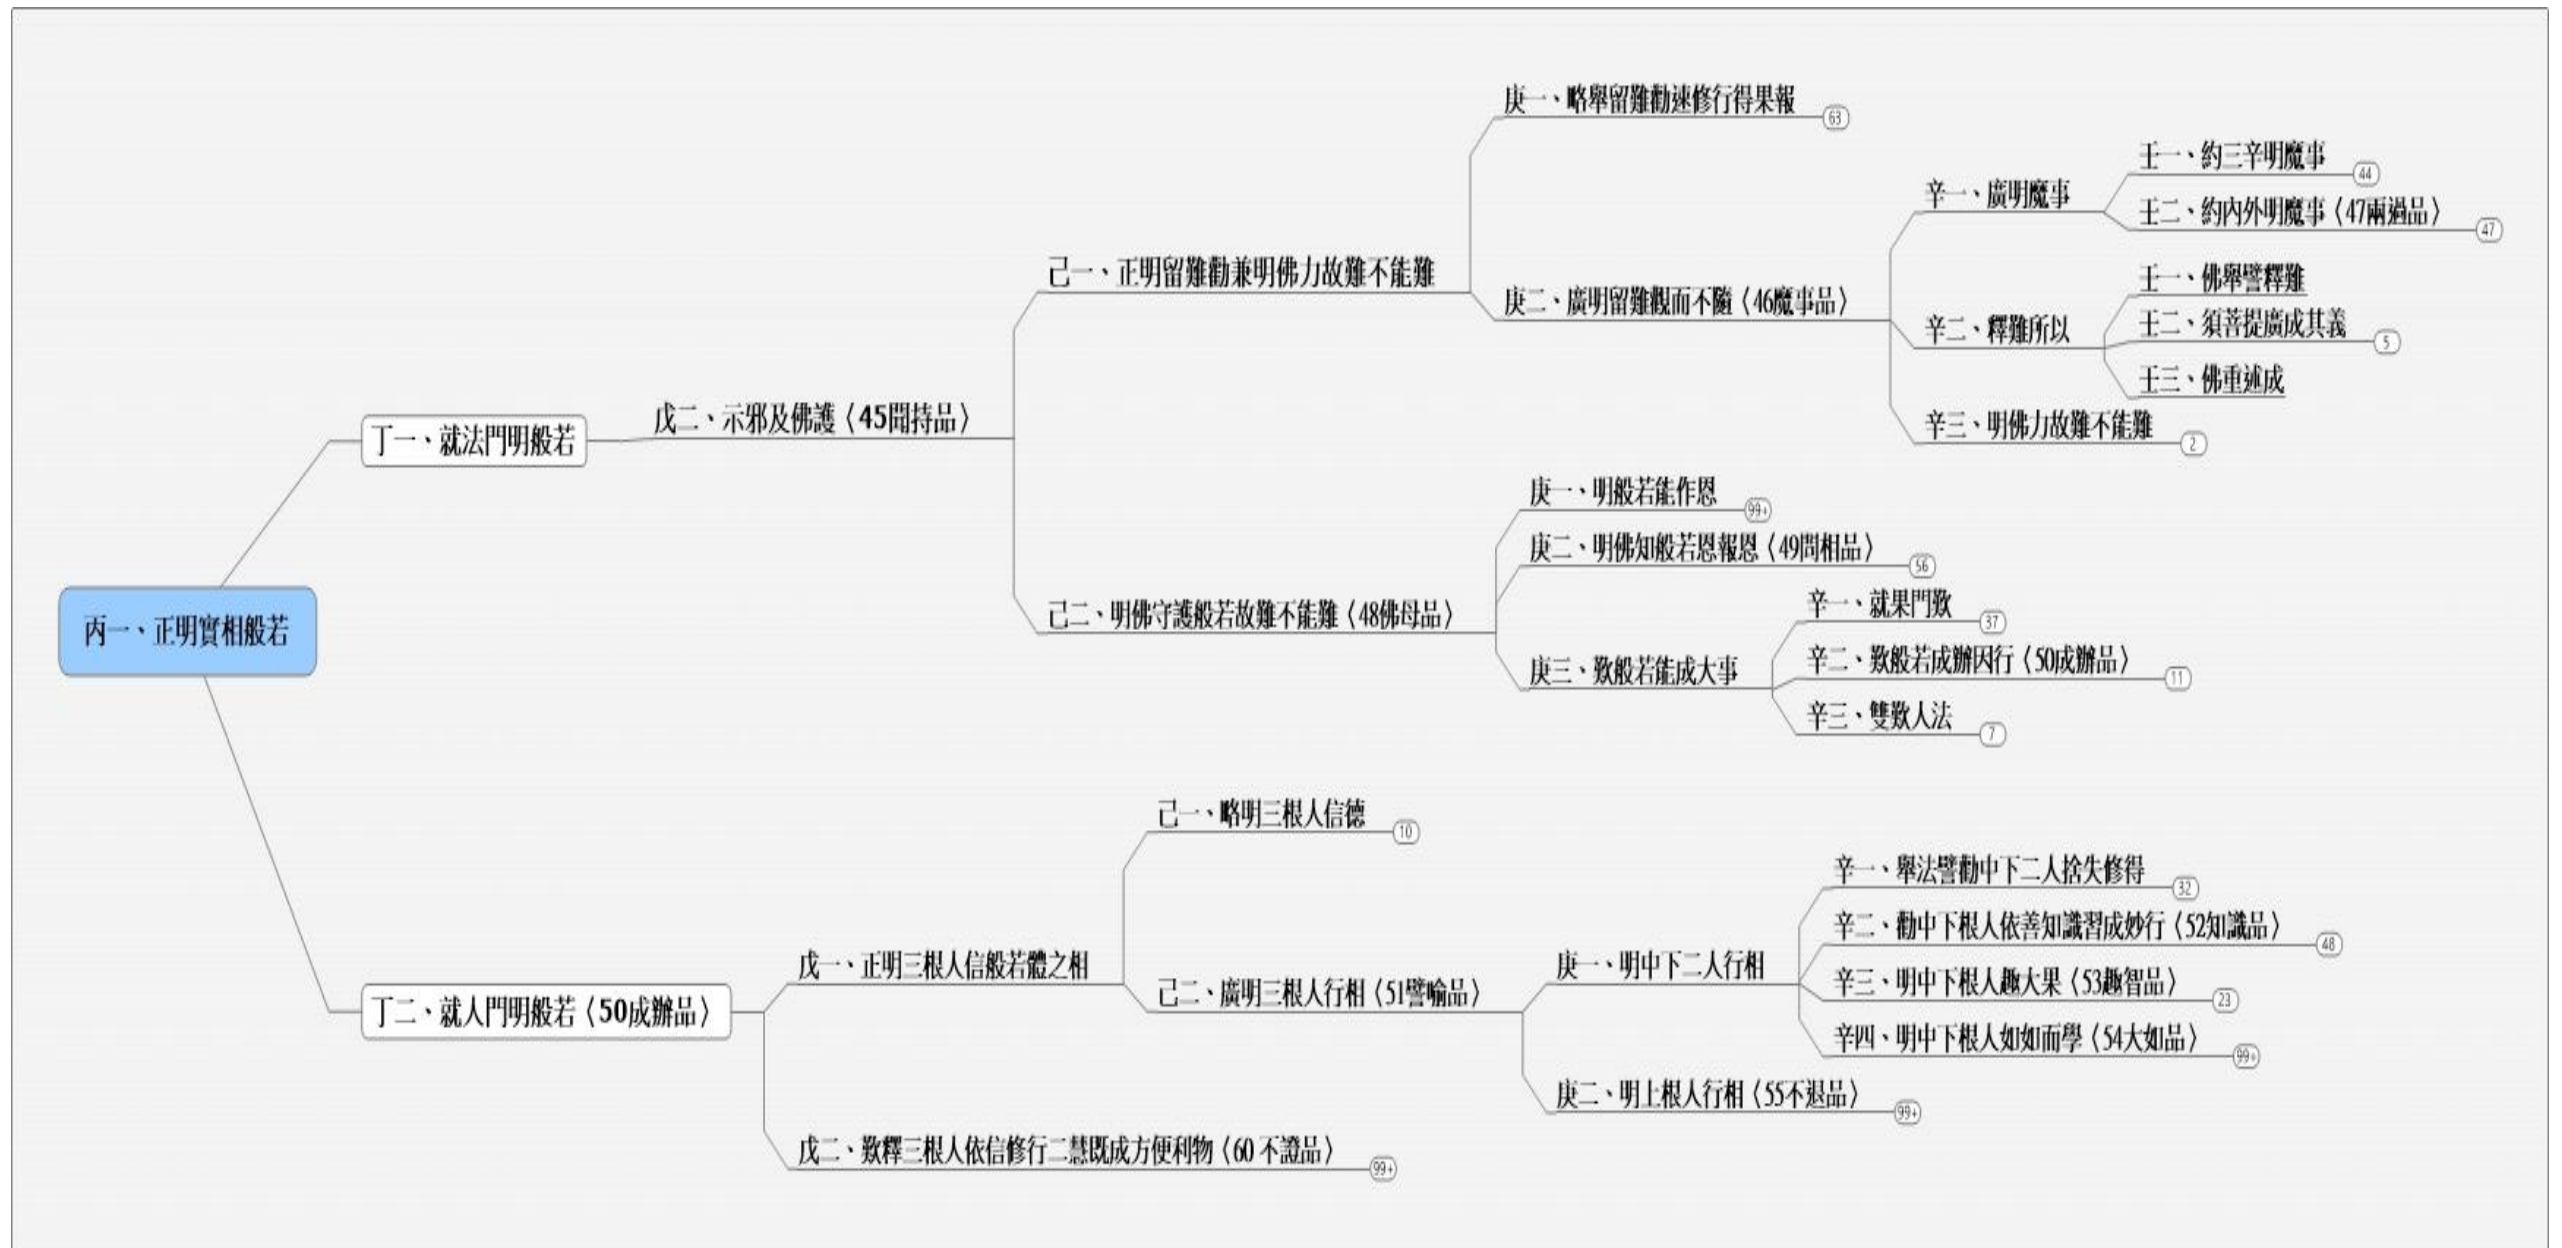 丙一、正明實相般若
丁一、就法門明般若
戊二、示邪及佛護〈45聞持品〉
己一、正明留難勸兼明佛力故難不能難
庚一、略舉留難勸速修行得果報
63
庚二、廣明留難觀而不隨〈46魔事品〉
辛一、廣明魔事
壬一、約三辛明魔事
44
壬二、約內外明魔事〈47兩過品〉
47
辛二、釋難所以
壬一、佛舉譬釋難
壬二、須菩提廣成其義
5
壬三、佛重述成
辛三、明佛力故難不能難
2
己二、明佛守護般若故難不能難〈48佛母品〉
庚一、明般若能作恩
99+
庚二、明佛知般若恩報恩〈49問相品〉
56
庚三、歎般若能成大事
辛一、就果門歎
37
辛二、歎般若成辦因行〈50成辦品〉
11
辛三、雙歎人法
7
丁二、就人門明般若〈50成辦品〉
戊一、正明三根人信般若體之相
己一、略明三根人信德
10
己二、廣明三根人行相〈51譬喻品〉
庚一、明中下二人行相
辛一、舉法譬勸中下二人捨失修得
32
辛二、勸中下根人依善知識習成妙行〈52知識品〉
48
辛三、明中下根人趣大果〈53趣智品〉
23
辛四、明中下根人如如而學〈54大如品〉
99+
庚二、明上根人行相〈55不退品〉
99+
戊二、歎釋三根人依信修行二慧既成方便利物〈60 不證品〉
99+